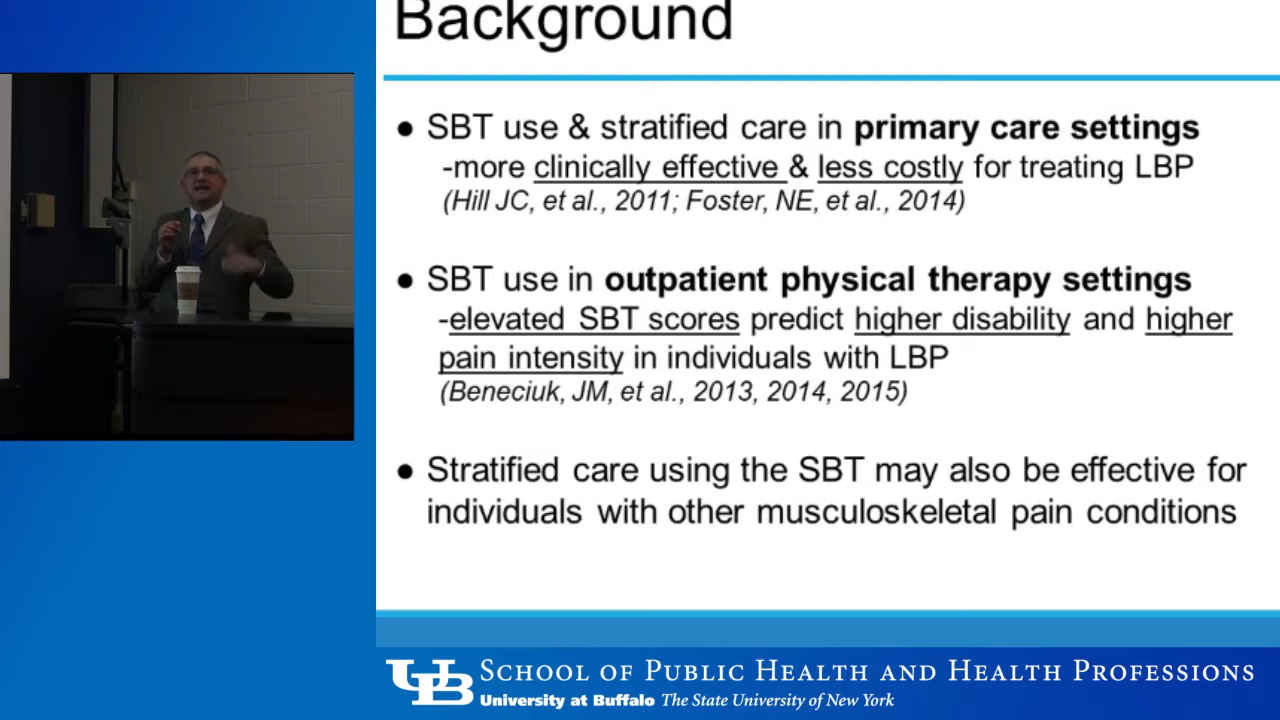 Background
● SBT use & stratified care in primary care settings
-more clinically effective & less costly for treating LBP
(Hill JC, et al., 2011; Foster, NE, et al., 2014)
● SBT use in outpatient physical therapy settings
-elevated SBT scores predict higher disability and higher
pain intensity in individuals with LBP
(Beneciuk, JM, et al., 2013, 2014, 2015)
● Stratified care using the SBT may also be effective for
individuals with other musculoskeletal pain conditions
UB School of Public Health and Health Professions
University at Buffalo The State University of New York